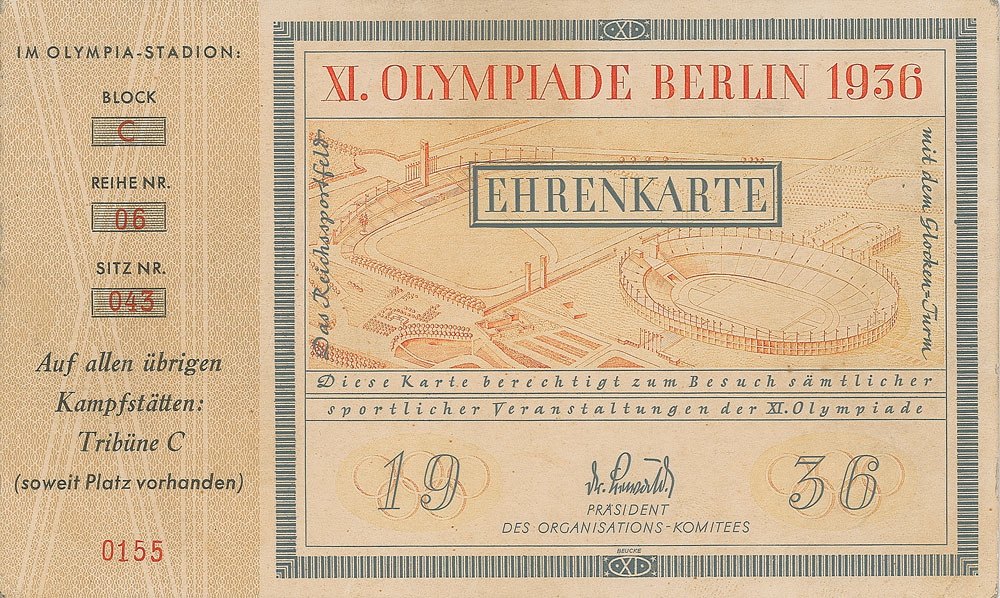 IM OLYMPIA-STADION:
BLOCK
C
REIHE NR.
06
SITZ NR.
043
Auf allen übrigen
Kampfstätten:
Tribüne C
(soweit Platz vorhanden)
0155
XI
XI. OLYMPIADE BERLIN 1936
Das Reichssportfeld
EHRENKARTE
mit dem Glocken=Turm
Diese Karte berechtigt zum Besuch sämtlicher
sportlicher Veranstaltungen der XI. Olympiade
19 36
Dr. Lewald.
PRÄSIDENT
DES ORGANISATIONS-KOMITEES
BEUCKE
XI